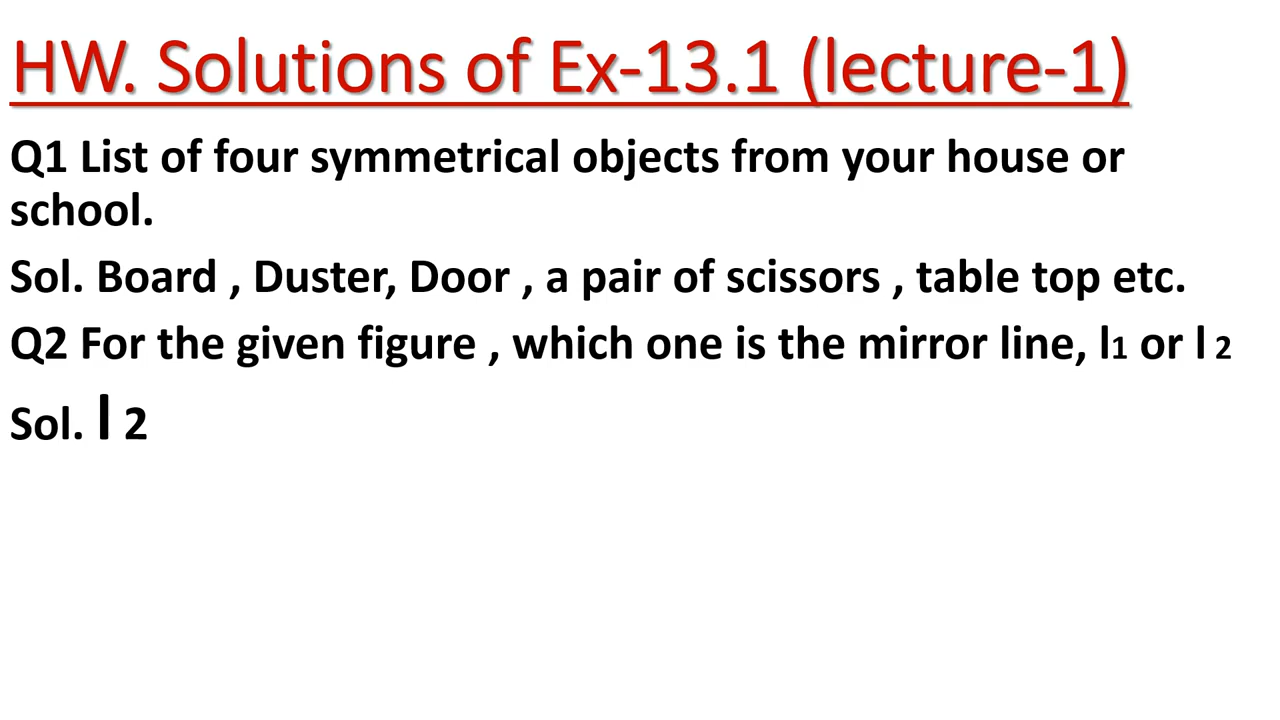 HW. Solutions of Ex-13.1 (lecture-1)
Q1 List of four symmetrical objects from your house or
school.
Sol. Board , Duster, Door , a pair of scissors , table top etc.
Q2 For the given figure , which one is the mirror line, l1 or l 2
Sol. l 2